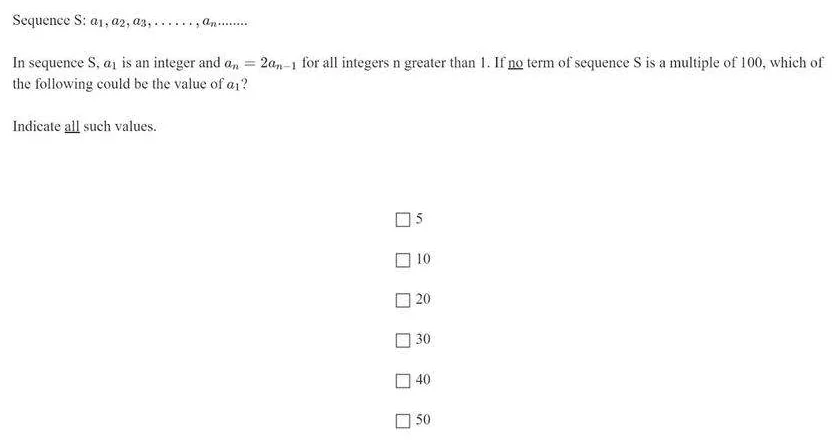 Sequence S: a₁, a₂, a₃, . . . . . . , aₙ........
In sequence S, a₁ is an integer and aₙ = 2aₙ₋₁ for all integers n greater than 1. If no term of sequence S is a multiple of 100, which of
the following could be the value of a₁?
Indicate all such values.
5
10
20
30
40
50